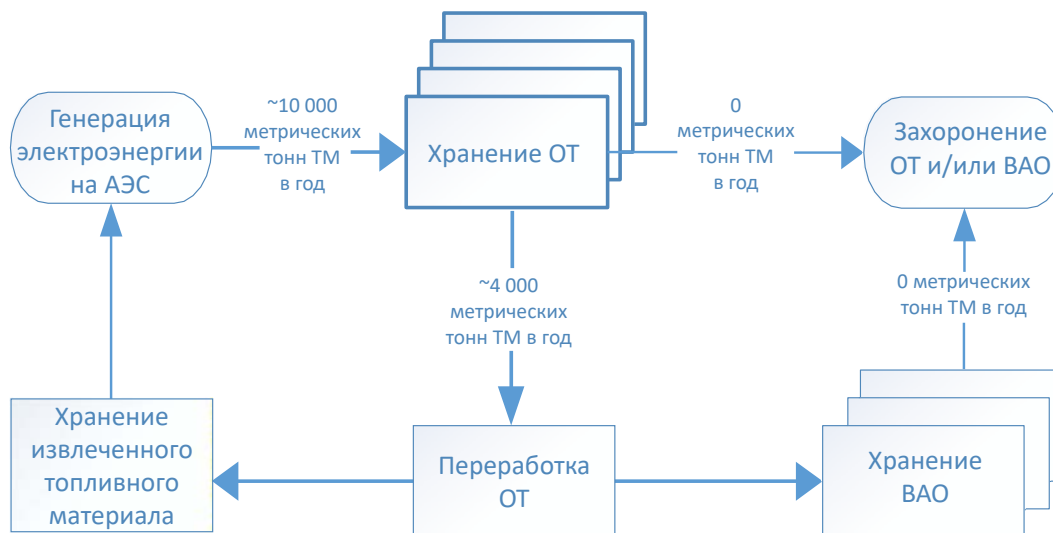 Генерация
электроэнергии
на АЭС
~10 000
метрических
тонн ТМ
в год
Хранение ОТ
0
метрических
тонн ТМ
в год
Захоронение
ОТ и/или ВАО
~4 000
метрических
тонн ТМ в год
0 метрических
тонн ТМ в год
Хранение
извлеченного
топливного
материала
Переработка
ОТ
Хранение
ВАО